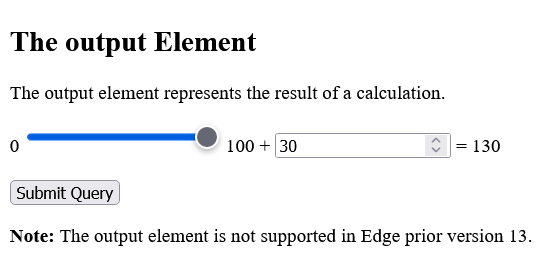 The output Element
The output element represents the result of a calculation.
0 100 + 30 = 130
Submit Query
Note: The output element is not supported in Edge prior version 13.